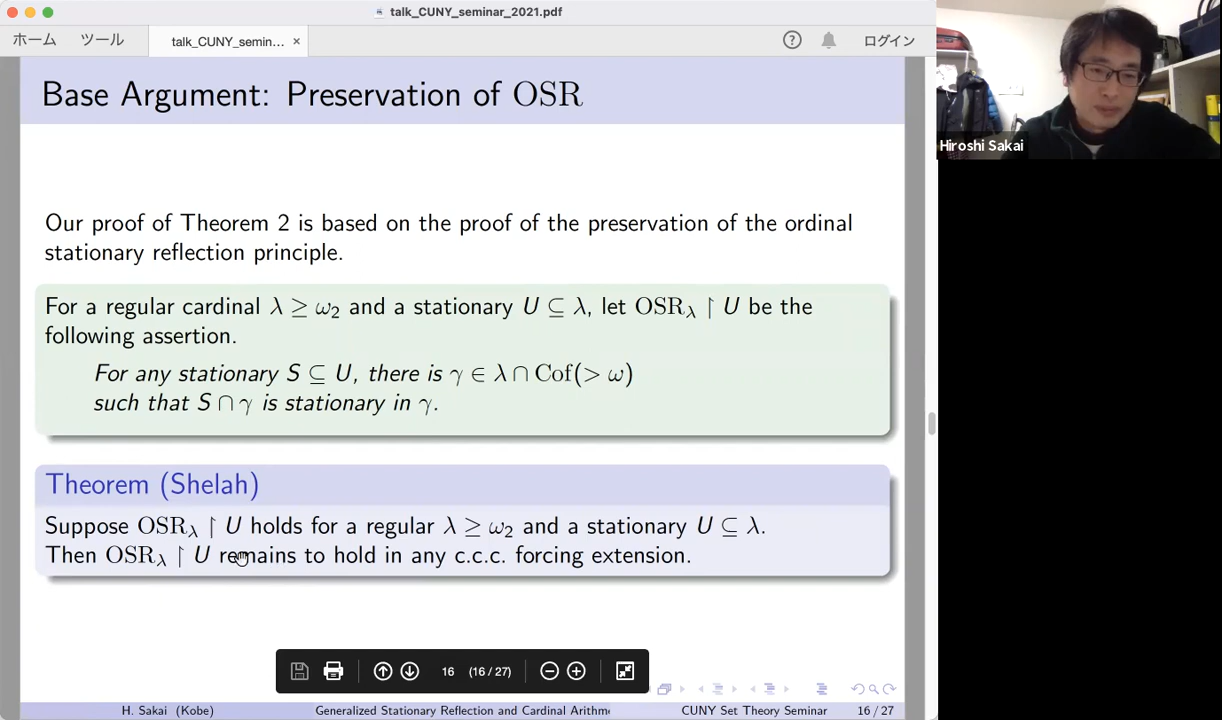 talk_CUNY_seminar_2021.pdf
ホーム ツール talk_CUNY_semin... × ? ログイン
Base Argument: Preservation of OSR
Hiroshi Sakai
Our proof of Theorem 2 is based on the proof of the preservation of the ordinal
stationary reflection principle.
For a regular cardinal λ ≥ ω₂ and a stationary U ⊆ λ, let OSR_λ ↾ U be the
following assertion.
For any stationary S ⊆ U, there is γ ∈ λ ∩ Cof(> ω)
such that S ∩ γ is stationary in γ.
Theorem (Shelah)
Suppose OSR_λ ↾ U holds for a regular λ ≥ ω₂ and a stationary U ⊆ λ.
Then OSR_λ ↾ U remains to hold in any c.c.c. forcing extension.
16 (16 / 27)
H. Sakai (Kobe) Generalized Stationary Reflection and Cardinal Arithme CUNY Set Theory Seminar 16 / 27